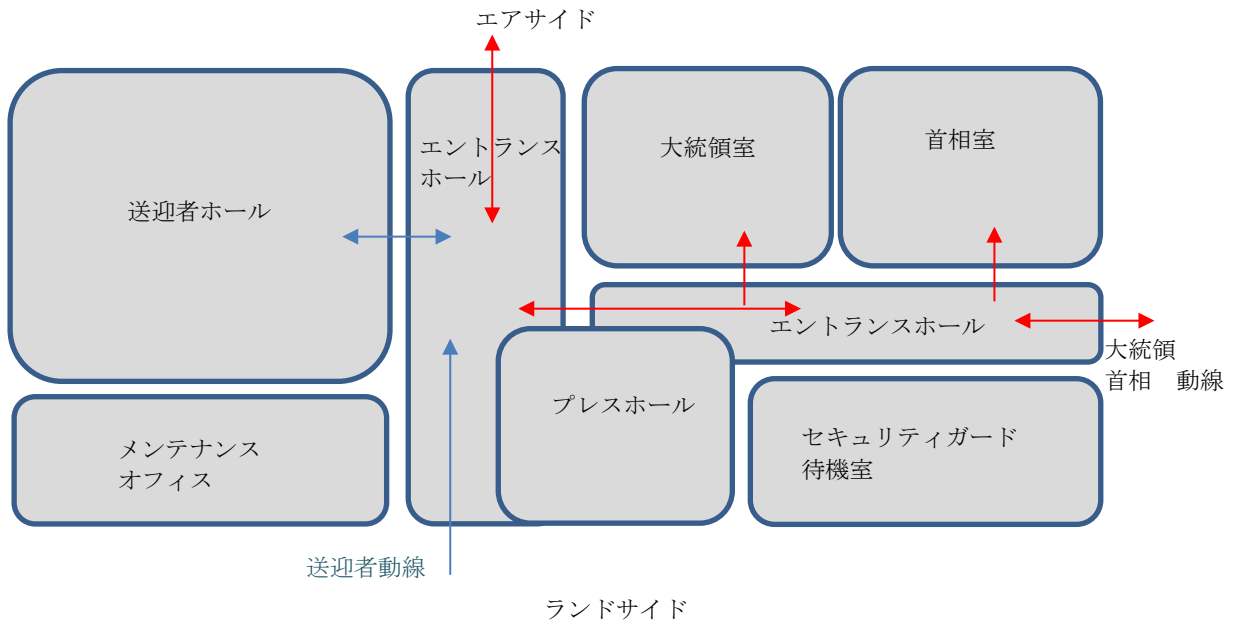 エアサイド
エントランス
ホール
大統領室
首相室
送迎者ホール
エントランスホール
大統領
首相　動線
プレスホール
セキュリティガード
待機室
メンテナンス
オフィス
送迎者動線
ランドサイド